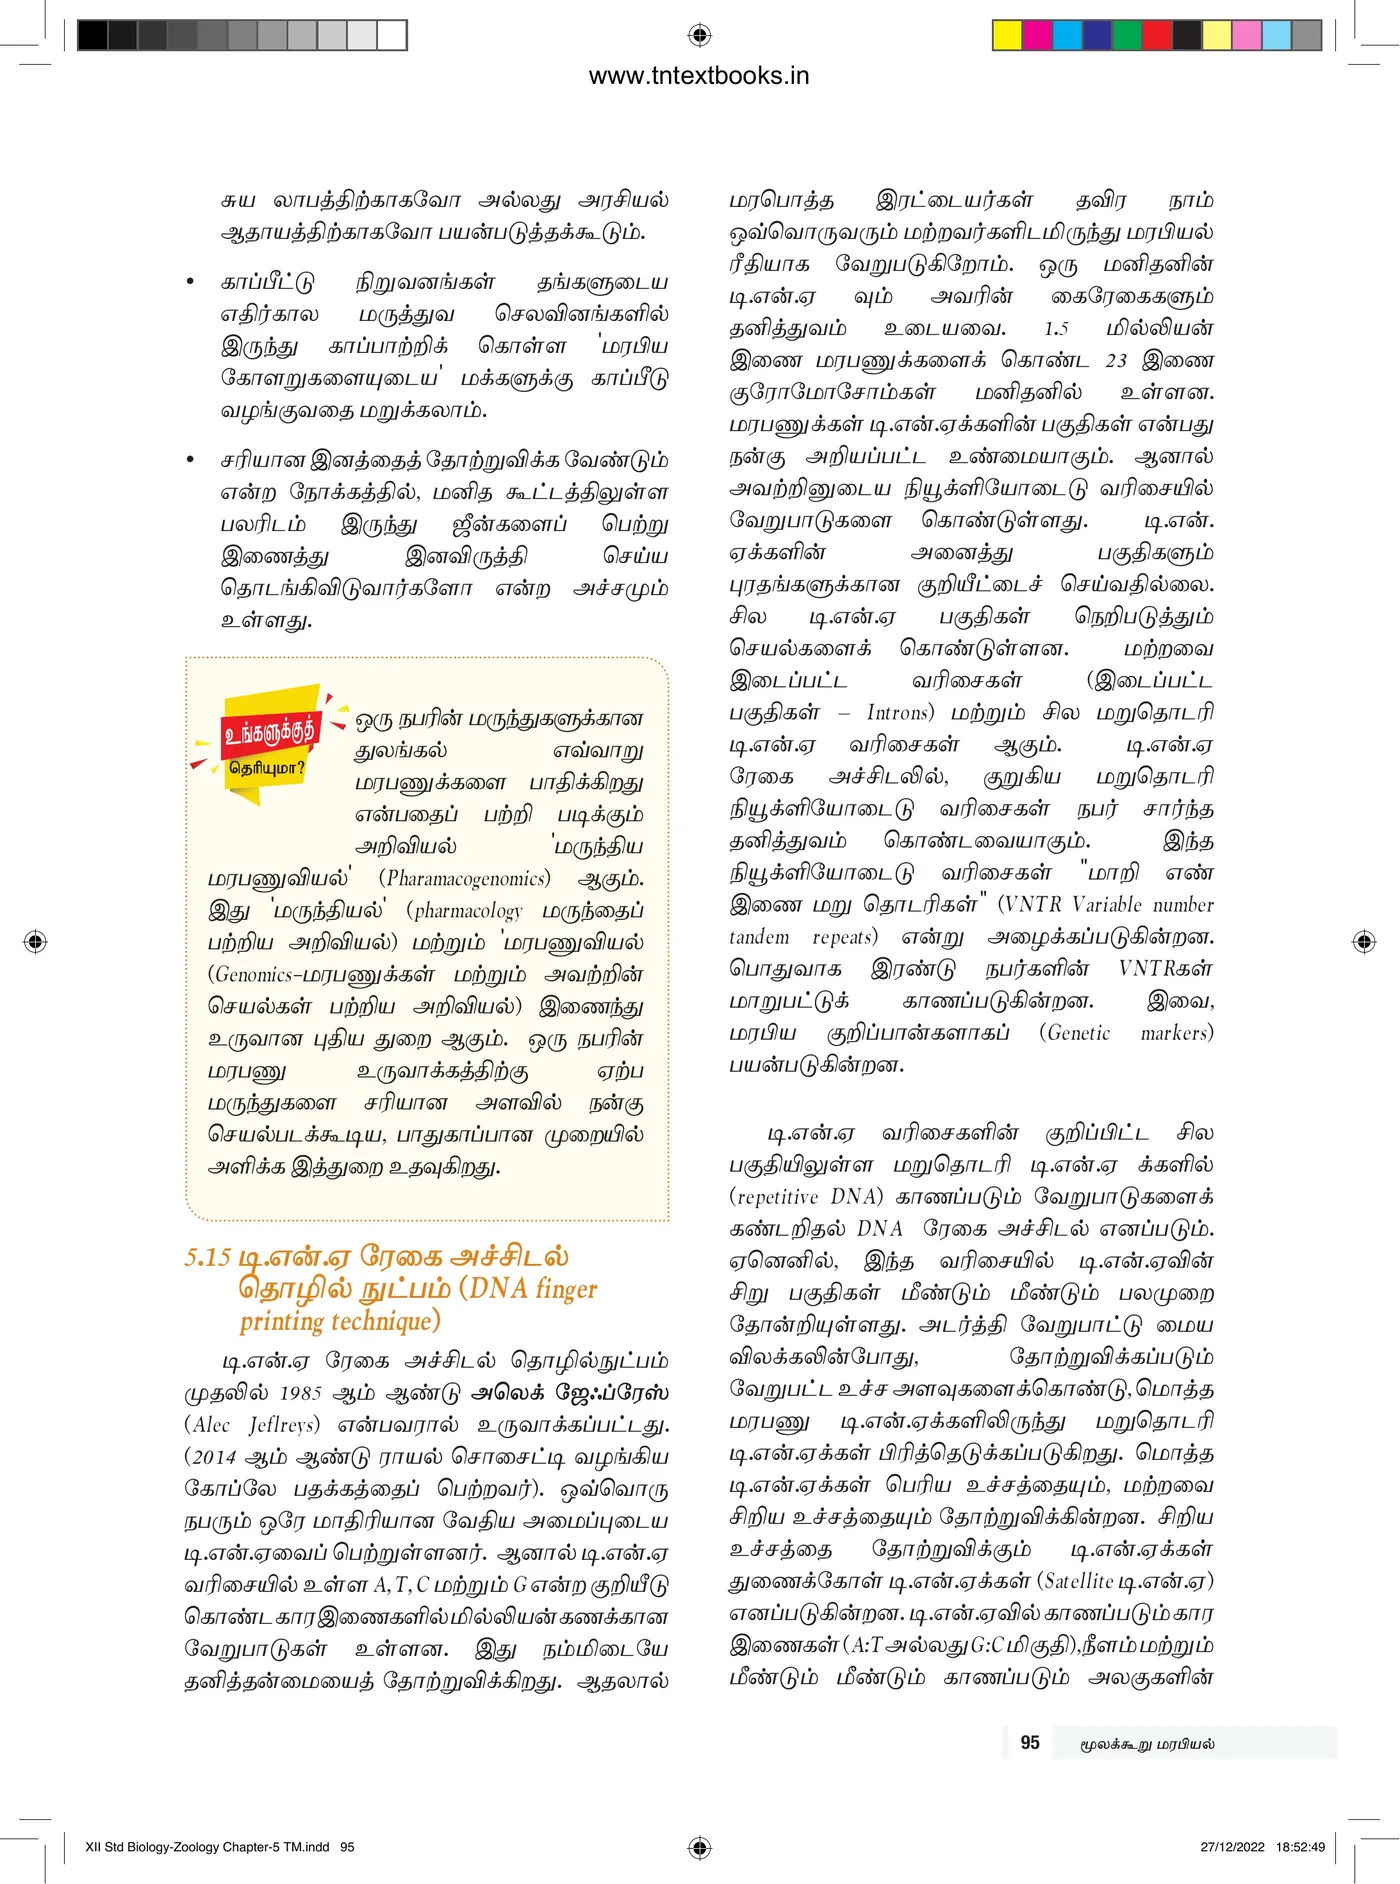 www.tntextbooks.in
சுய லாபத்திற்காகவோ அல்லது அரசியல்
ஆதாயத்திற்காகவோ பயன்படுத்தக்கூடும்.
• காப்பீட்டு நிறுவனங்கள் தங்களுடைய
எதிர்கால மருத்துவ செலவினங்களில்
இருந்து காப்பாற்றிக் கொள்ள 'மரபிய
கோளறுகளையுடைய' மக்களுக்கு காப்பீடு
வழங்குவதை மறுக்கலாம்.
• சரியான இனத்தைத் தோற்றுவிக்க வேண்டும்
என்ற நோக்கத்தில், மனித கூட்டத்திலுள்ள
பலரிடம் இருந்து ஜீன்களைப் பெற்று
இணைத்து இனவிருத்தி செய்ய
தொடங்கிவிடுவார்களோ என்ற அச்சமும்
உள்ளது.
உங்களுக்குத்
தெரியுமா?
ஒரு நபரின் மருந்துகளுக்கான
துலங்கல் எவ்வாறு
மரபணுக்களை பாதிக்கிறது
என்பதைப் பற்றி படிக்கும்
அறிவியல் 'மருந்திய
மரபணுவியல்' (Pharamacogenomics) ஆகும்.
இது 'மருந்தியல்' (pharmacology மருந்தைப்
பற்றிய அறிவியல்) மற்றும் 'மரபணுவியல்
(Genomics-மரபணுக்கள் மற்றும் அவற்றின்
செயல்கள் பற்றிய அறிவியல்) இணைந்து
உருவான புதிய துறை ஆகும். ஒரு நபரின்
மரபணு உருவாக்கத்திற்கு ஏற்ப
மருந்துகளை சரியான அளவில் நன்கு
செயல்படக்கூடிய, பாதுகாப்பான முறையில்
அளிக்க இத்துறை உதவுகிறது.
5.15 டி.என்.ஏ ரேகை அச்சிடல்
தொழில் நுட்பம் (DNA finger
printing technique)
டி.என்.ஏ ரேகை அச்சிடல் தொழில்நுட்பம்
முதலில் 1985 ஆம் ஆண்டு அலெக் ஜேஃப்ரேஸ்
(Alec Jeflreys) என்பவரால் உருவாக்கப்பட்டது.
(2014 ஆம் ஆண்டு ராயல் சொசைட்டி வழங்கிய
கோப்லே பதக்கத்தைப் பெற்றவர்). ஒவ்வொரு
நபரும் ஒரே மாதிரியான வேதிய அமைப்புடைய
டி.என்.ஏவைப் பெற்றுள்ளனர். ஆனால் டி.என்.ஏ
வரிசையில் உள்ள A, T, C மற்றும் G என்ற குறியீடு
கொண்ட கார இணைகளில் மில்லியன் கணக்கான
வேறுபாடுகள் உள்ளன. இது நம்மிடையே
தனித்தன்மையைத் தோற்றுவிக்கிறது. ஆதலால்
மரபொத்த இரட்டையர்கள் தவிர நாம்
ஒவ்வொருவரும் மற்றவர்களிடமிருந்து மரபியல்
ரீதியாக வேறுபடுகிறோம். ஒரு மனிதனின்
டி.என்.ஏ வும் அவரின் கைரேகைகளும்
தனித்துவம் உடையவை. 1.5 மில்லியன்
இணை மரபணுக்களைக் கொண்ட 23 இணை
குரோமோசோம்கள் மனிதனில் உள்ளன.
மரபணுக்கள் டி.என்.ஏக்களின் பகுதிகள் என்பது
நன்கு அறியப்பட்ட உண்மையாகும். ஆனால்
அவற்றினுடைய நியூக்ளியோடைடு வரிசையில்
வேறுபாடுகளை கொண்டுள்ளது. டி.என்.
ஏக்களின் அனைத்து பகுதிகளும்
புரதங்களுக்கான குறியீட்டைச் செய்வதில்லை.
சில டி.என்.ஏ பகுதிகள் நெறிபடுத்தும்
செயல்களைக் கொண்டுள்ளன. மற்றவை
இடைப்பட்ட வரிசைகள் (இடைப்பட்ட
பகுதிகள் – Introns) மற்றும் சில மறுதொடரி
டி.என்.ஏ வரிசைகள் ஆகும். டி.என்.ஏ
ரேகை அச்சிடலில், குறுகிய மறுதொடரி
நியூக்ளியோடைடு வரிசைகள் நபர் சார்ந்த
தனித்துவம் கொண்டவையாகும். இந்த
நியூக்ளியோடைடு வரிசைகள் "மாறி எண்
இணை மறு தொடரிகள்" (VNTR Variable number
tandem repeats) என்று அழைக்கப்படுகின்றன.
பொதுவாக இரண்டு நபர்களின் VNTRகள்
மாறுபட்டுக் காணப்படுகின்றன. இவை,
மரபிய குறிப்பான்களாகப் (Genetic markers)
பயன்படுகின்றன.
டி.என்.ஏ வரிசைகளின் குறிப்பிட்ட சில
பகுதியிலுள்ள மறுதொடரி டி.என்.ஏ க்களில்
(repetitive DNA) காணப்படும் வேறுபாடுகளைக்
கண்டறிதல் DNA ரேகை அச்சிடல் எனப்படும்.
ஏனெனில், இந்த வரிசையில் டி.என்.ஏவின்
சிறு பகுதிகள் மீண்டும் மீண்டும் பலமுறை
தோன்றியுள்ளது. அடர்த்தி வேறுபாட்டு மைய
விலக்கலின்போது, தோற்றுவிக்கப்படும்
வேறுபட்ட உச்ச அளவுகளைக்கொண்டு, மொத்த
மரபணு டி.என்.ஏக்களிலிருந்து மறுதொடரி
டி.என்.ஏக்கள் பிரித்தெடுக்கப்படுகிறது. மொத்த
டி.என்.ஏக்கள் பெரிய உச்சத்தையும், மற்றவை
சிறிய உச்சத்தையும் தோற்றுவிக்கின்றன. சிறிய
உச்சத்தை தோற்றுவிக்கும் டி.என்.ஏக்கள்
துணைக்கோள் டி.என்.ஏக்கள் (Satellite டி.என்.ஏ)
எனப்படுகின்றன. டி.என்.ஏவில் காணப்படும் கார
இணைகள் (A:T அல்லது G:C மிகுதி),நீளம் மற்றும்
மீண்டும் மீண்டும் காணப்படும் அலகுகளின்
95 மூலக்கூறு மரபியல்
XII Std Biology-Zoology Chapter-5 TM.indd 95
27/12/2022 18:52:49